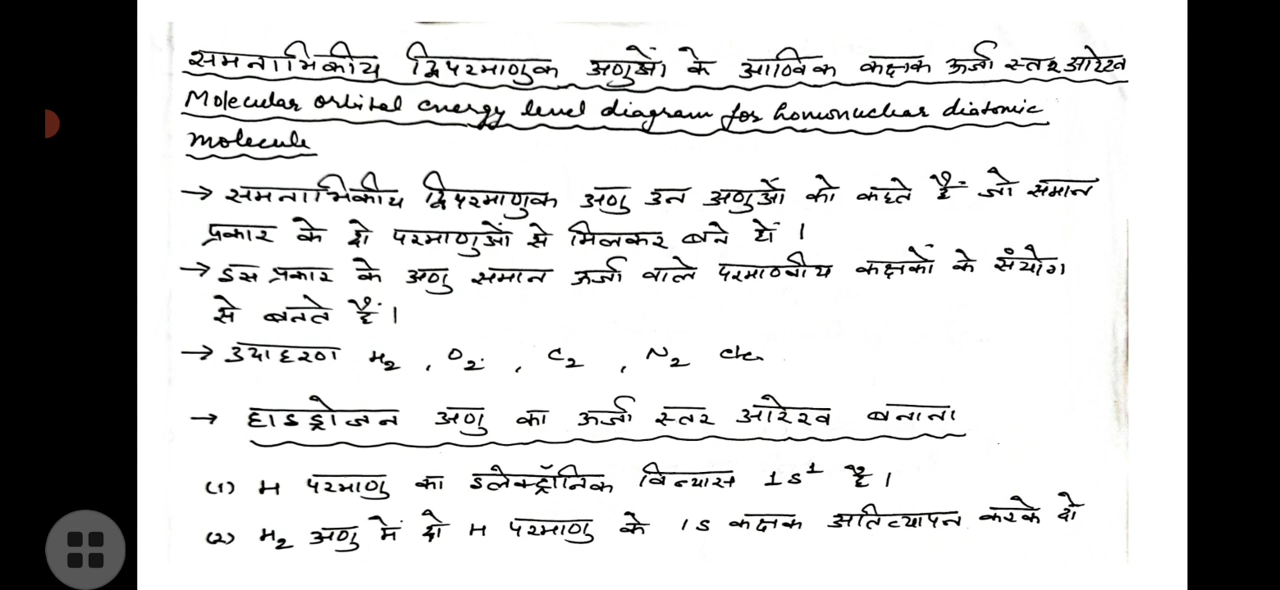 समनाभिकीय द्विपरमाणुक अणुओं के आण्विक कक्षक ऊर्जा स्तर आरेख
Molecular orbital energy level diagram for homonuclear diatomic
molecule
→ समनाभिकीय द्विपरमाणुक अणु उन अणुओं को कहते हैं जो समान
प्रकार के दो परमाणुओं से मिलकर बने हों ।
→ इस प्रकार के अणु समान ऊर्जा वाले परमाण्वीय कक्षकों के संयोग
से बनते हैं ।
→ उदाहरण H₂ , O₂ , C₂ , N₂ etc.
→ हाइड्रोजन अणु का ऊर्जा स्तर आरेख बनाना
(1) H परमाणु का इलेक्ट्रॉनिक विन्यास 1s¹ है ।
(2) H₂ अणु में दो H परमाणु के 1s कक्षक अतिव्यापन करके दो